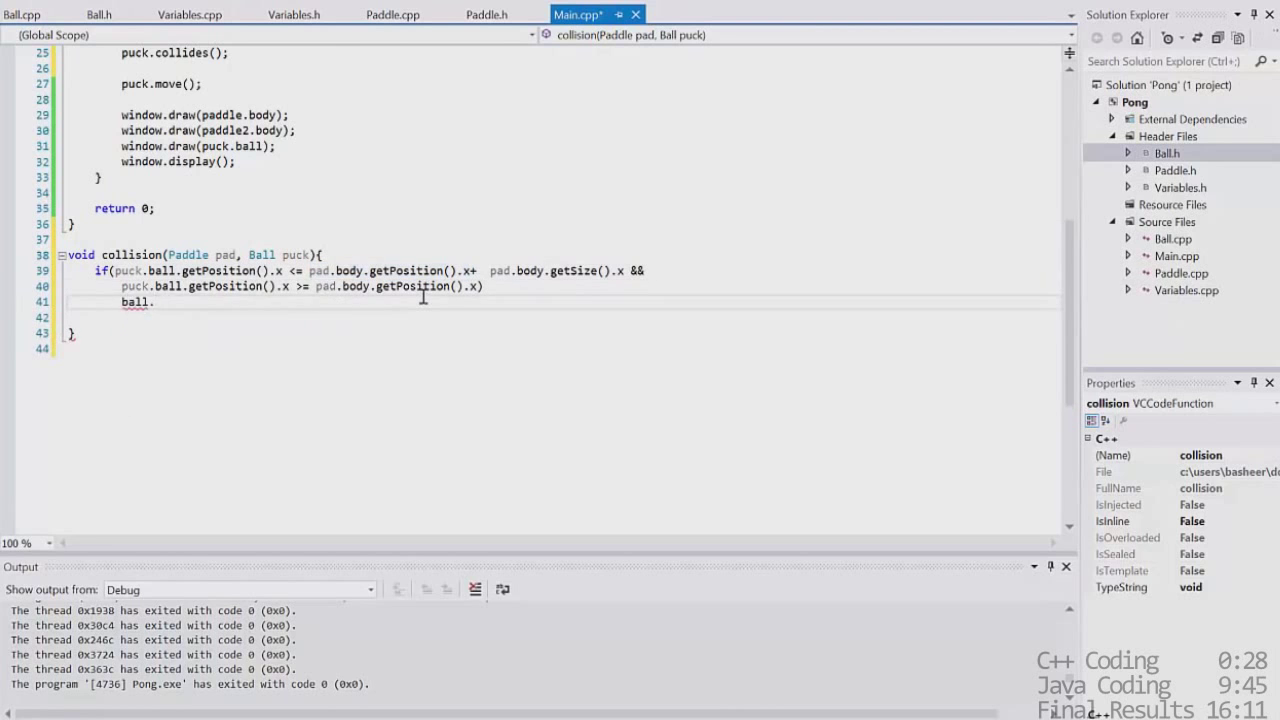 Ball.cpp Ball.h Variables.cpp Variables.h Paddle.cpp Paddle.h Main.cpp*
(Global Scope) collision(Paddle pad, Ball puck)
25 puck.collides();
26
27 puck.move();
28
29 window.draw(paddle.body);
30 window.draw(paddle2.body);
31 window.draw(puck.ball);
32 window.display();
33 }
34
35 return 0;
36 }
37
38 void collision(Paddle pad, Ball puck){
39 if(puck.ball.getPosition().x <= pad.body.getPosition().x+  pad.body.getSize().x &&
40 puck.ball.getPosition().x >= pad.body.getPosition().x)
41 ball.
42
43 }
44
100 %
Output
Show output from: Debug
The thread 0x1938 has exited with code 0 (0x0).
The thread 0x30c4 has exited with code 0 (0x0).
The thread 0x246c has exited with code 0 (0x0).
The thread 0x3724 has exited with code 0 (0x0).
The thread 0x363c has exited with code 0 (0x0).
The program '[4736] Pong.exe' has exited with code 0 (0x0).
Solution Explorer
Search Solution Explorer (Ctrl+;)
Solution 'Pong' (1 project)
Pong
External Dependencies
Header Files
Ball.h
Paddle.h
Variables.h
Resource Files
Source Files
Ball.cpp
Main.cpp
Paddle.cpp
Variables.cpp
Properties
collision VCCodeFunction
C++
(Name) collision
File c:\users\basheer\do
FullName collision
IsInjected False
IsInline False
IsOverloaded False
IsSealed False
IsTemplate False
TypeString void
C++ Coding 0:28
Java Coding 9:45
Final Results 16:11
C++